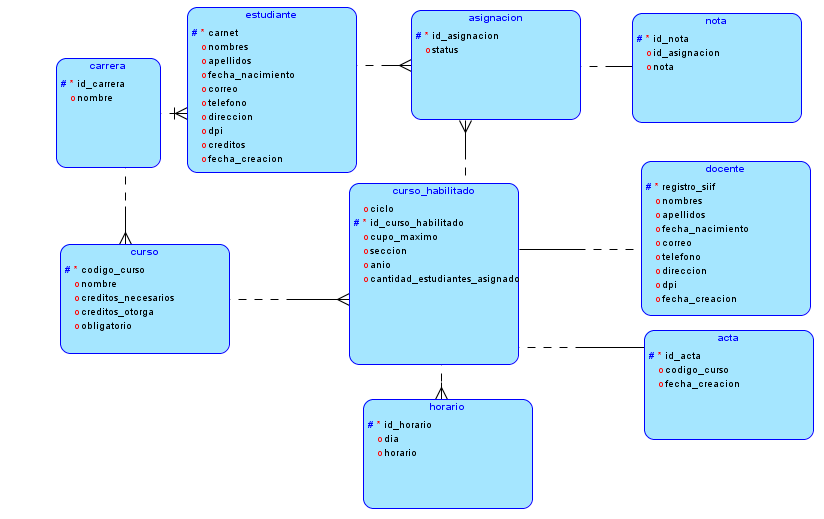 estudiante
# * carnet
o nombres
o apellidos
o fecha_nacimiento
o correo
o telefono
o direccion
o dpi
o creditos
o fecha_creacion
asignacion
# * id_asignacion
o status
nota
# * id_nota
o id_asignacion
o nota
carrera
# * id_carrera
o nombre
curso_habilitado
o ciclo
# * id_curso_habilitado
o cupo_maximo
o seccion
o anio
o cantidad_estudiantes_asignado
docente
# * registro_siif
o nombres
o apellidos
o fecha_nacimiento
o correo
o telefono
o direccion
o dpi
o fecha_creacion
curso
# * codigo_curso
o nombre
o creditos_necesarios
o creditos_otorga
o obligatorio
acta
# * id_acta
o codigo_curso
o fecha_creacion
horario
# * id_horario
o dia
o horario